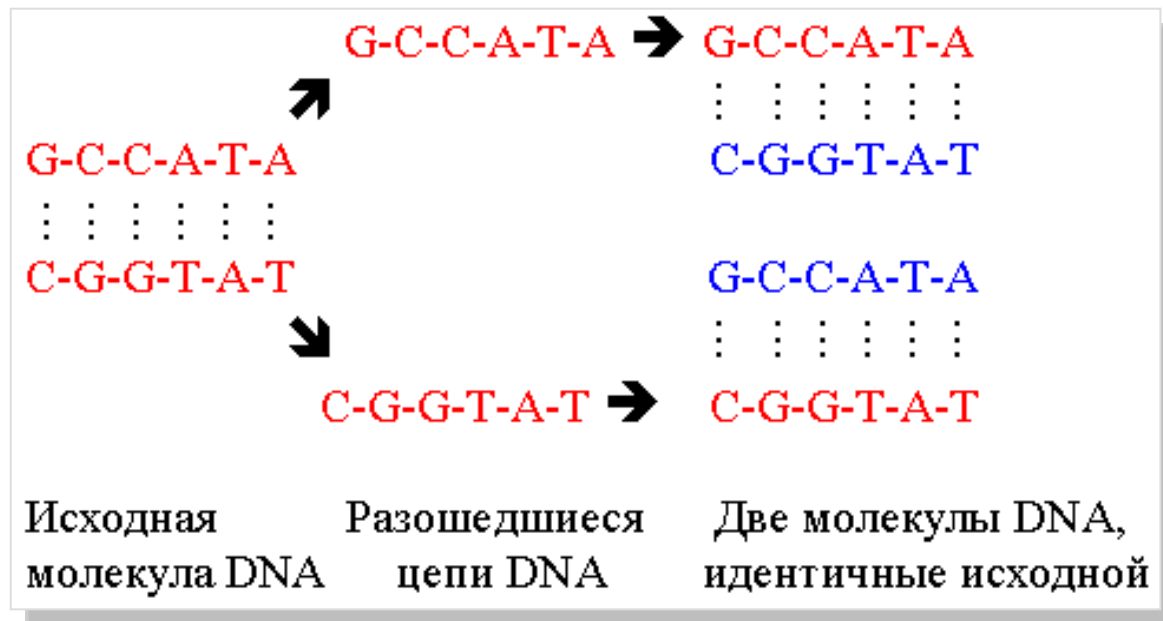 G-C-C-A-T-A → G-C-C-A-T-A
G-C-C-A-T-A
C-G-G-T-A-T
C-G-G-T-A-T
G-C-C-A-T-A
C-G-G-T-A-T → C-G-G-T-A-T
Исходная
молекула DNA
Разошедшиеся
цепи DNA
Две молекулы DNA,
идентичные исходной